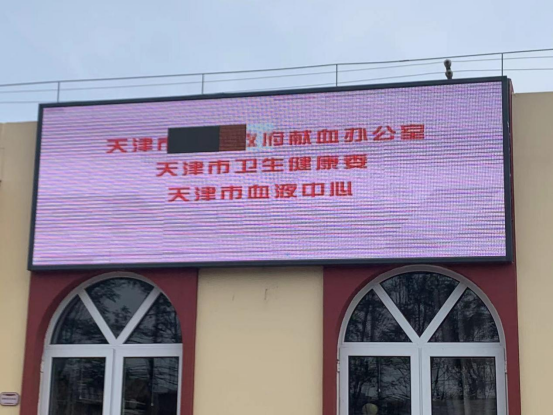 天津市 政府献血办公室
天津市卫生健康委
天津市血液中心